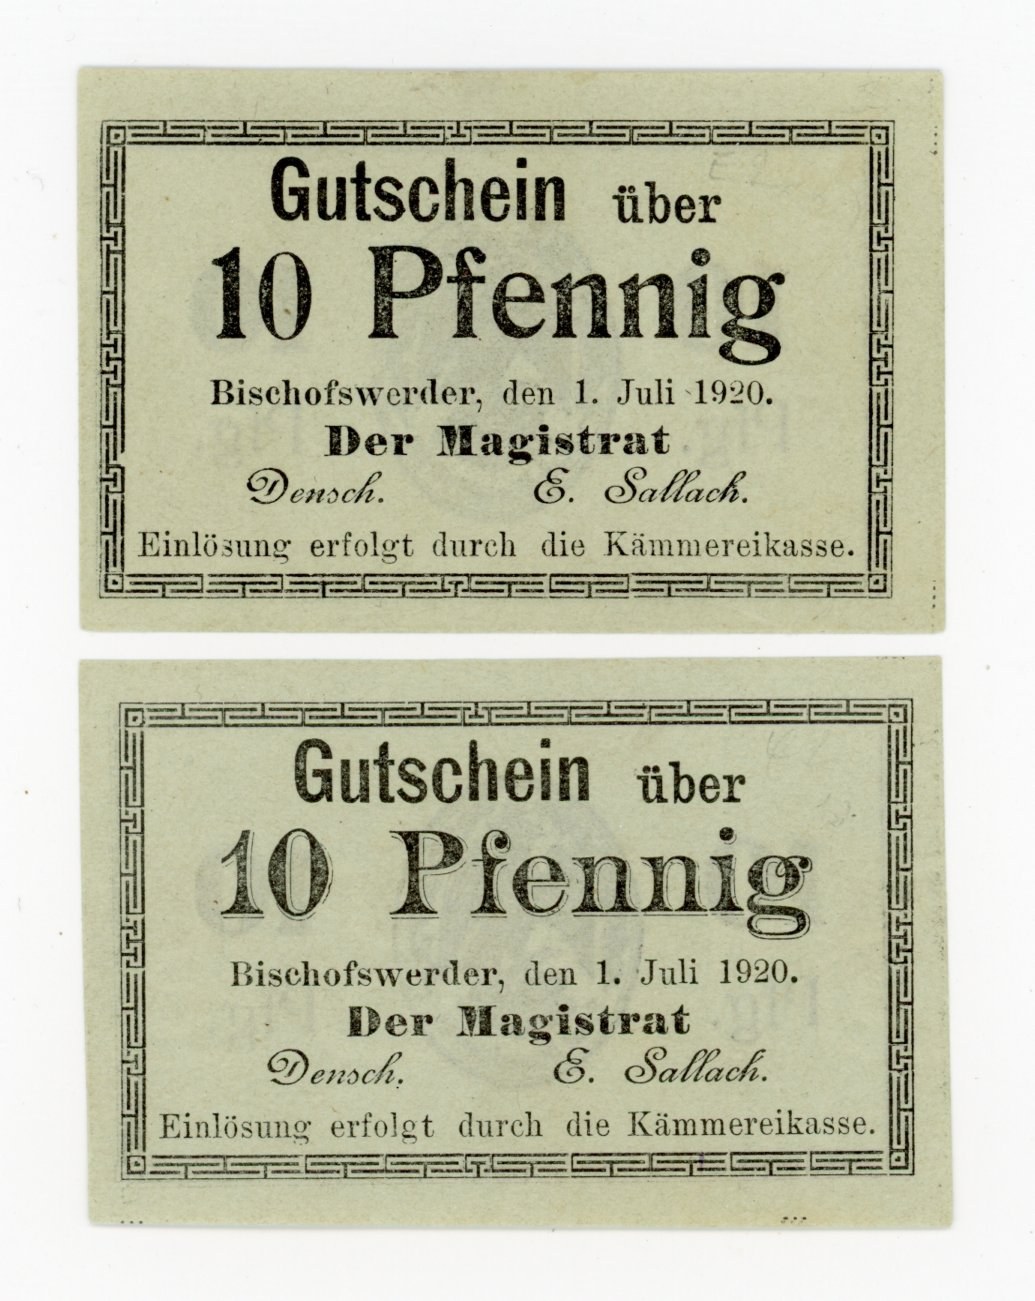 Gutschein über
10 Pfennig
Bischofswerder, den 1. Juli 1920.
Der Magistrat
Densch. E. Sallach.
Einlösung erfolgt durch die Kämmereikasse.
Gutschein über
10 Pfennig
Bischofswerder, den 1. Juli 1920.
Der Magistrat
Densch. E. Sallach.
Einlösung erfolgt durch die Kämmereikasse.